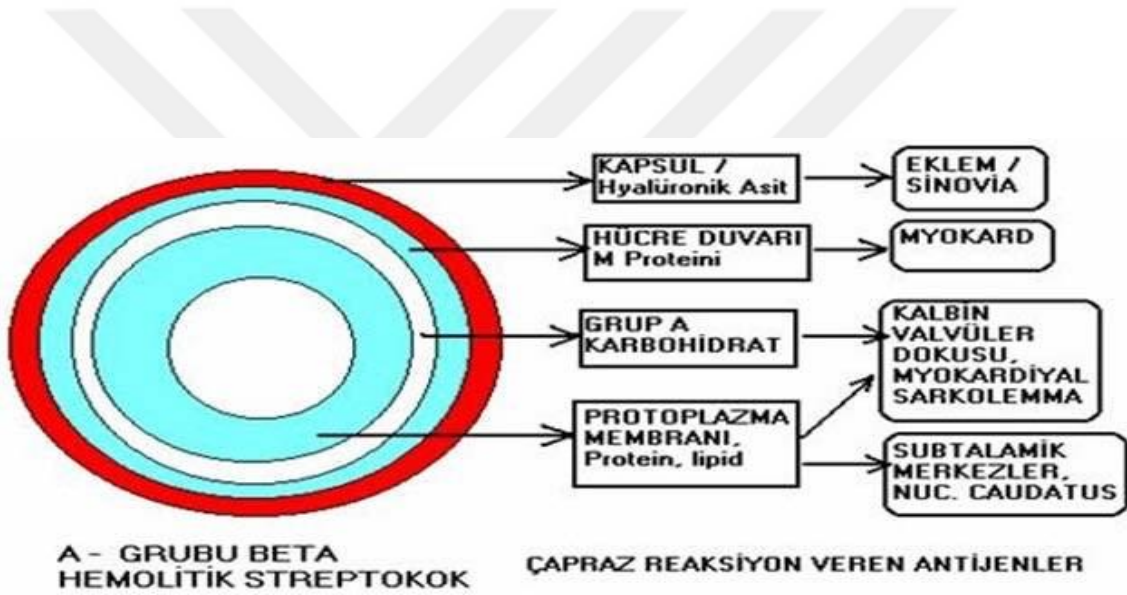 KAPSUL /
Hyalüronik Asit
EKLEM /
SİNOVİA
HÜCRE DUVARI
M Proteini
MYOKARD
GRUP A
KARBOHİDRAT
KALBİN
VALVÜLER
DOKUSU,
MYOKARDİYAL
SARKOLEMMA
PROTOPLAZMA
MEMBRANI,
Protein, lipid
SUBTALAMİK
MERKEZLER,
NUC. CAUDATUS
A - GRUBU BETA
HEMOLİTİK STREPTOKOK
ÇAPRAZ REAKSİYON VEREN ANTİJENLER